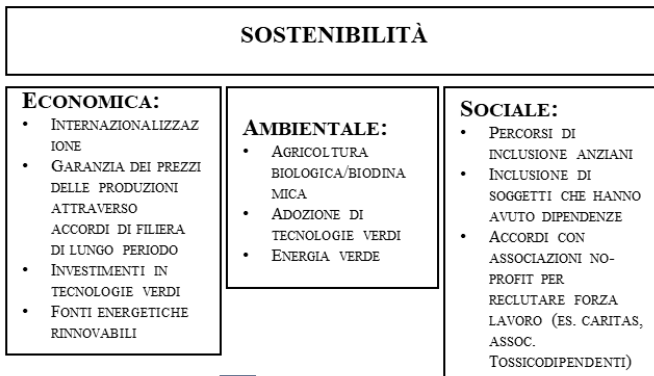 SOSTENIBILITÀ
ECONOMICA:
• INTERNAZIONALIZZAZ
IONE
• GARANZIA DEI PREZZI
DELLE PRODUZIONI
ATTRAVERSO
ACCORDI DI FILIERA
DI LUNGO PERIODO
• INVESTIMENTI IN
TECNOLOGIE VERDI
• FONTI ENERGETICHE
RINNOVABILI
AMBIENTALE:
• AGRICOLTURA
BIOLOGICA/BIODINA
MICA
• ADOZIONE DI
TECNOLOGIE VERDI
• ENERGIA VERDE
SOCIALE:
• PERCORSI DI
INCLUSIONE ANZIANI
• INCLUSIONE DI
SOGGETTI CHE HANNO
AVUTO DIPENDENZE
• ACCORDI CON
ASSOCIAZIONI NO-
PROFIT PER
RECLUTARE FORZA
LAVORO (ES. CARITAS,
ASSOC.
TOSSICODIPENDENTI)